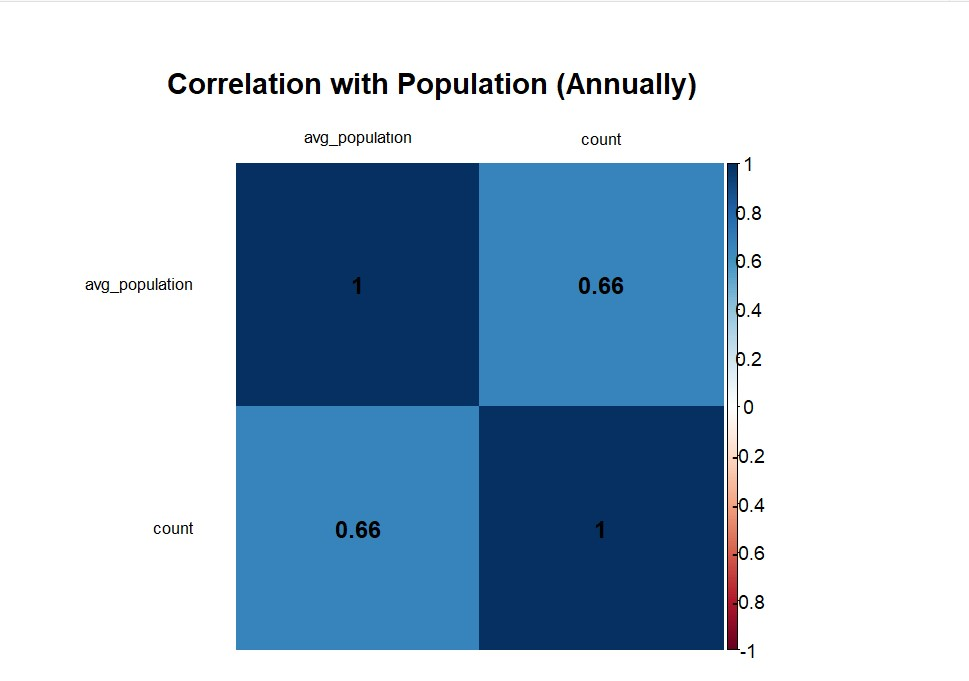 Correlation with Population (Annually)
avg_population count
1
avg_population 1 0.66
0.8
0.6
0.4
0.2
0
count 0.66 1
-0.2
-0.4
-0.6
-0.8
-1